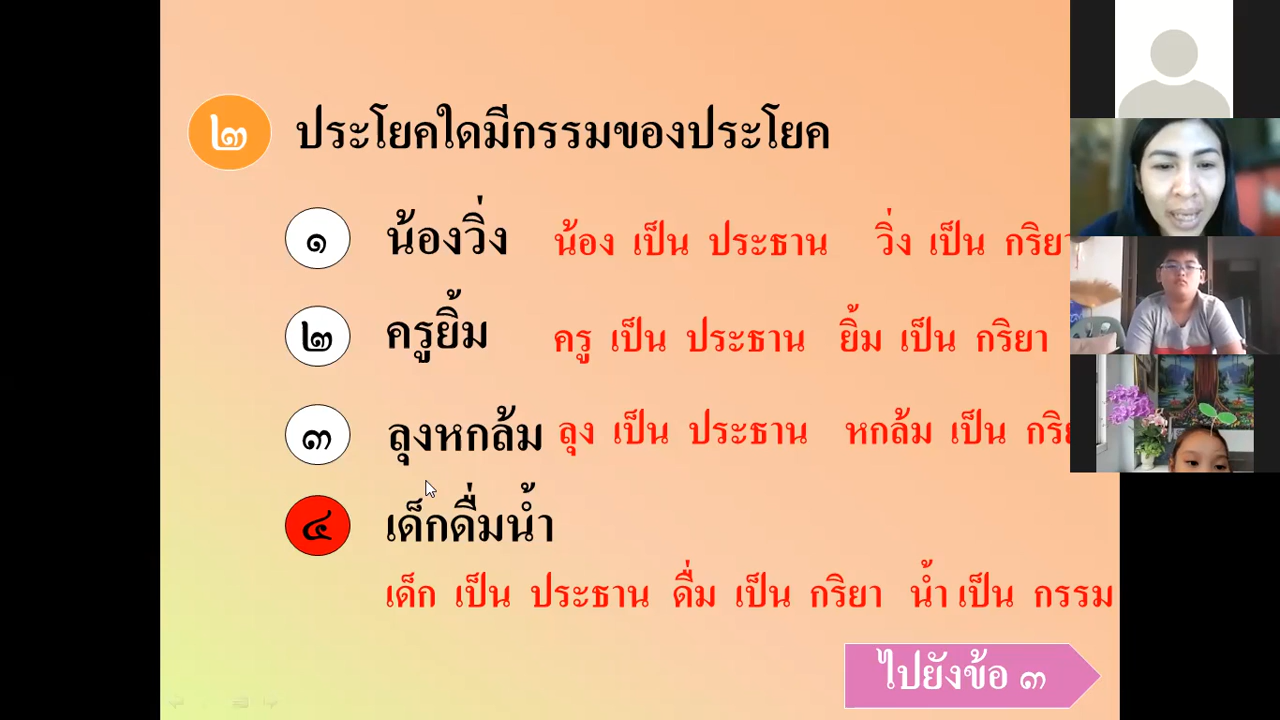 ๒ ประโยคใดมีกรรมของประโยค
๑ น้องวิ่ง น้อง เป็น ประธาน วิ่ง เป็น
๒ ครูยิ้ม ครู เป็น ประธาน ยิ้ม เป็น กริยา
๓ ลุงหกล้ม ลุง เป็น ประธาน หกล้ม เป็น
๔ เด็กดื่มน้ำ
เด็ก เป็น ประธาน ดื่ม เป็น กริยา น้ำ เป็น กรรม
ไปยังข้อ ๓